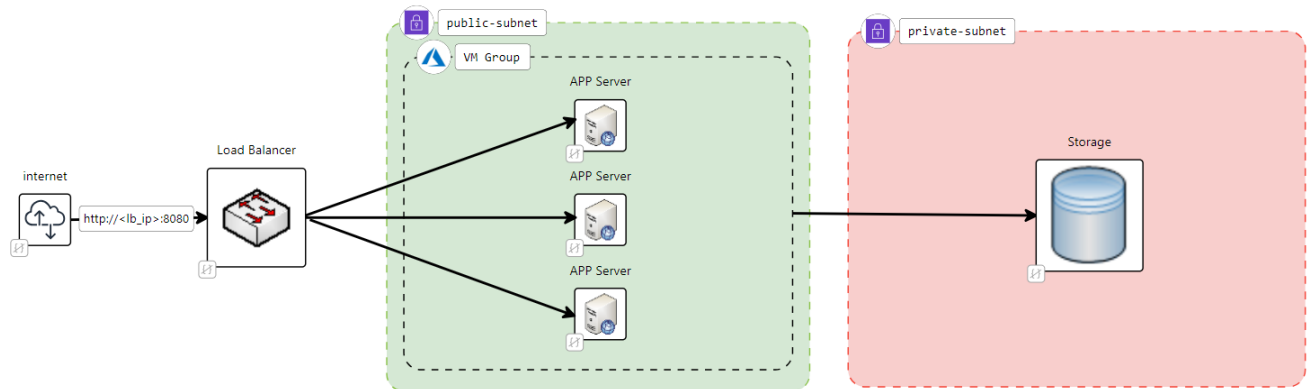 public-subnet
VM Group
private-subnet
APP Server
Storage
Load Balancer
internet
APP Server
http://<lb_ip>:8080
APP Server